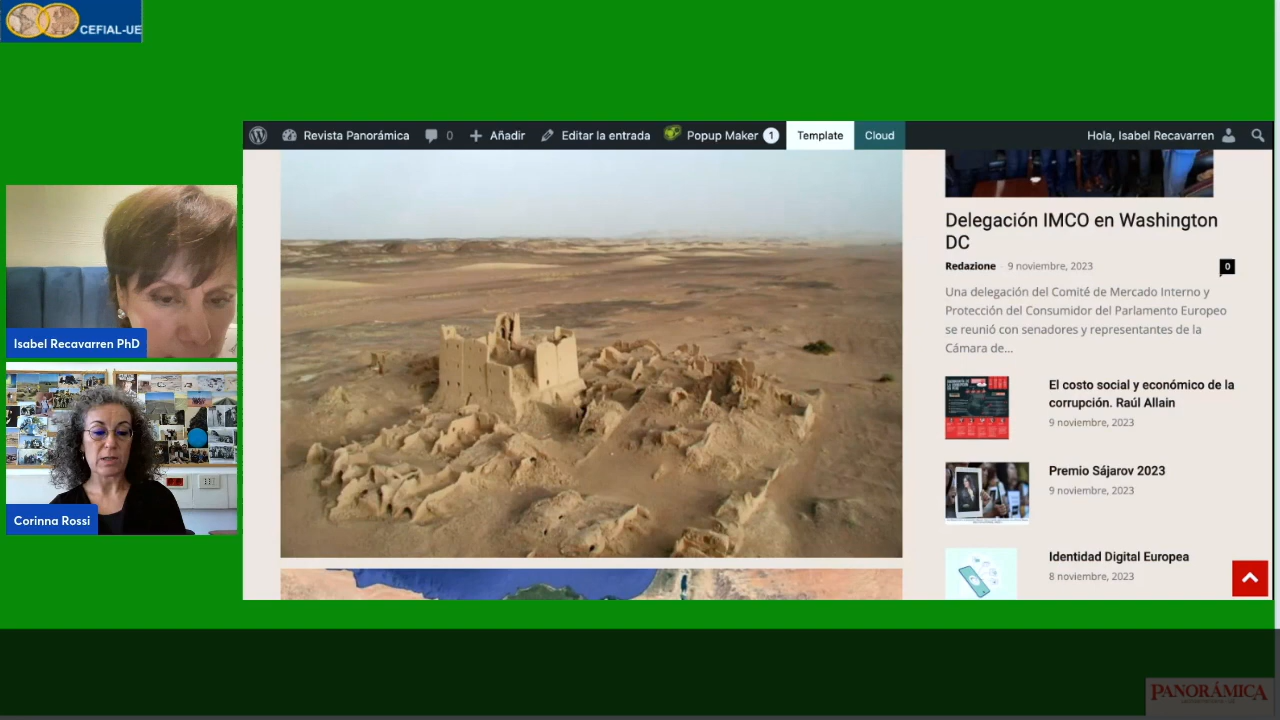 CEFIAL-UE
Revista Panorámica
0
Añadir
Editar la entrada
Popup Maker 1
Template
Cloud
Hola, Isabel Recavarren
Isabel Recavarren PhD
Corinna Rossi
Delegación IMCO en Washington
DC
Redazione - 9 noviembre, 2023
0
Una delegación del Comité de Mercado Interno y
Protección del Consumidor del Parlamento Europeo
se reunió con senadores y representantes de la
Cámara de...
El costo social y económico de la
corrupción. Raúl Allain
9 noviembre, 2023
Premio Sájarov 2023
9 noviembre, 2023
Identidad Digital Europea
8 noviembre, 2023
PANORÁMICA